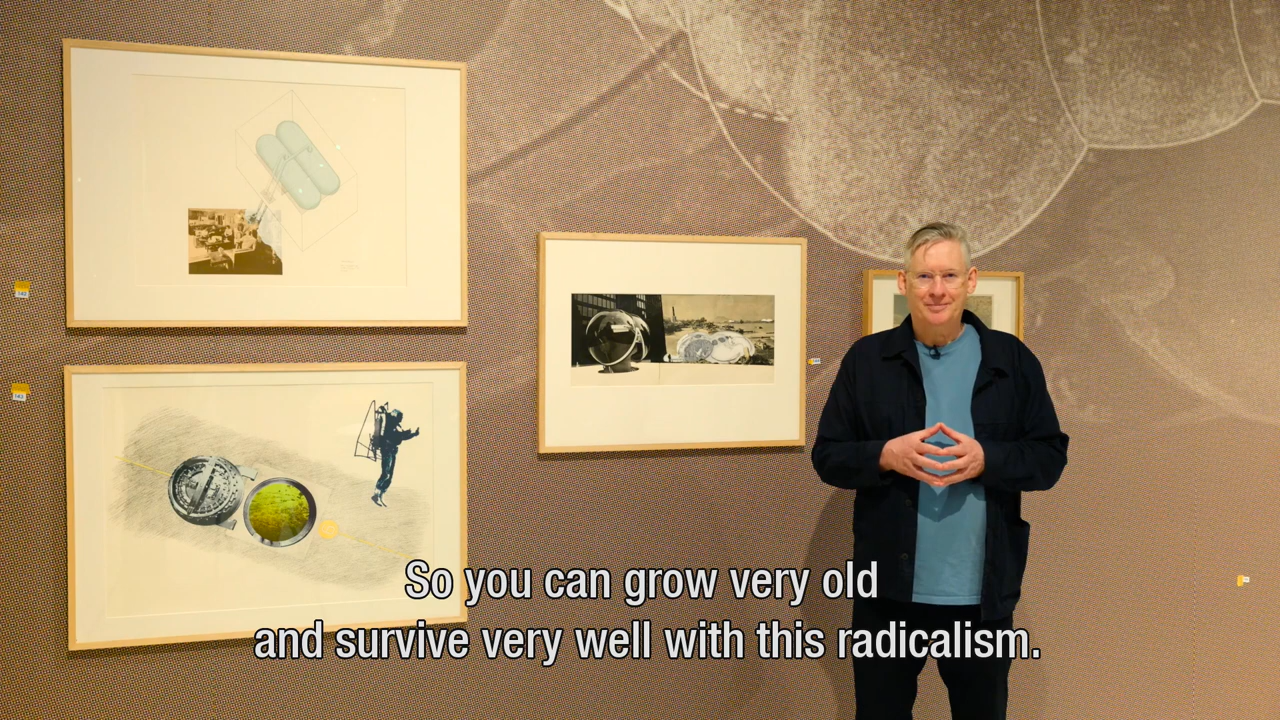 So you can grow very old
and survive very well with this radicalism.